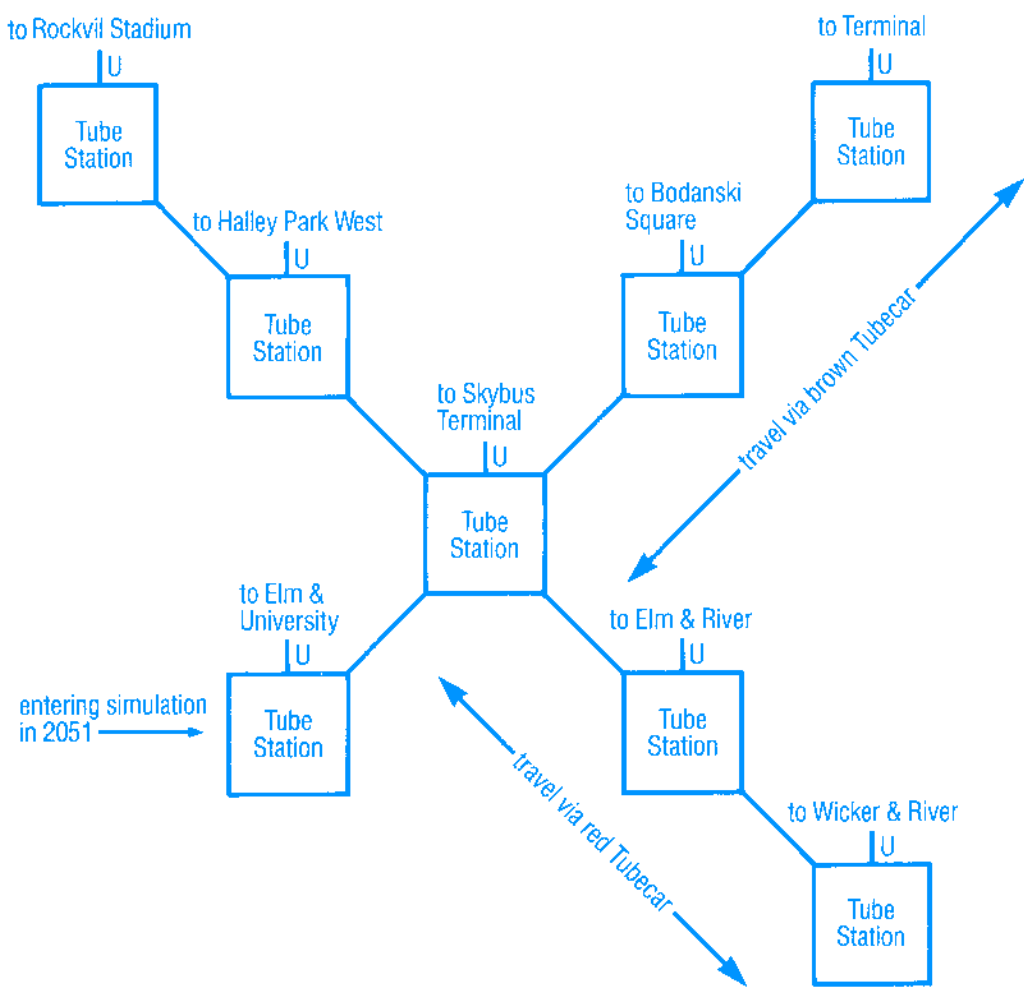 to Rockvil Stadium
U
Tube
Station
to Terminal
U
Tube
Station
to Halley Park West
U
Tube
Station
to Bodanski
Square
U
Tube
Station
travel via brown Tubecar
to Skybus
Terminal
U
Tube
Station
to Elm &
University
U
Tube
Station
entering simulation
in 2051
to Elm & River
U
Tube
Station
travel via red Tubecar
to Wicker & River
U
Tube
Station